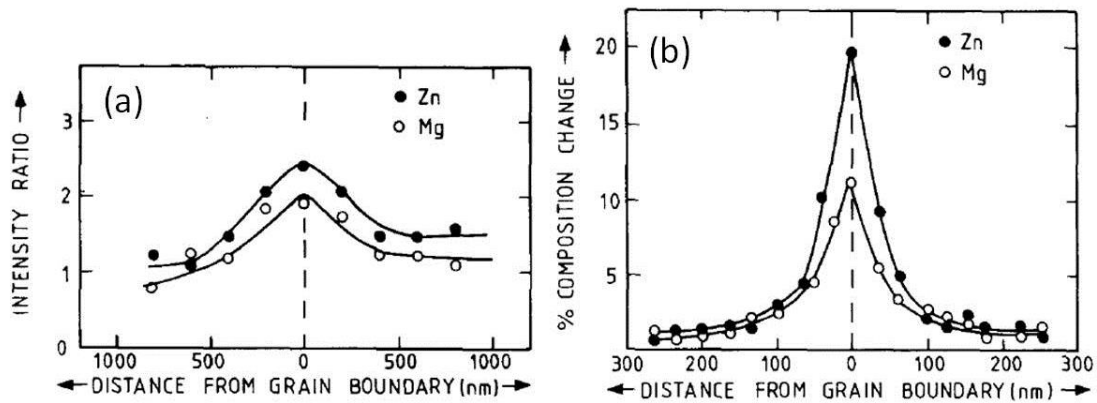 (a)
● Zn
○ Mg
INTENSITY RATIO →
3
2
1
0
1000 500 0 500 1000
← DISTANCE FROM GRAIN BOUNDARY (nm) →
(b)
● Zn
○ Mg
% COMPOSITION CHANGE →
20
15
10
5
300 200 100 0 100 200 300
← DISTANCE FROM GRAIN BOUNDARY (nm) →